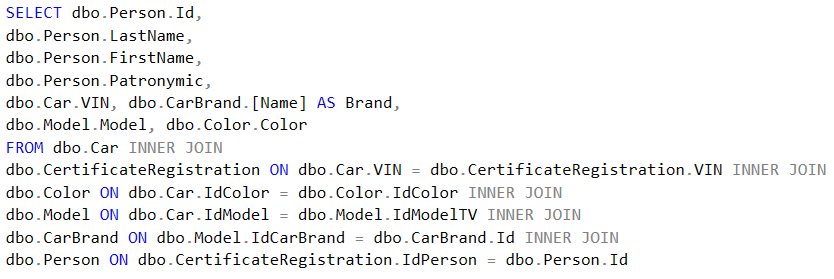 SELECT dbo.Person.Id,
dbo.Person.LastName,
dbo.Person.FirstName,
dbo.Person.Patronymic,
dbo.Car.VIN, dbo.CarBrand.[Name] AS Brand,
dbo.Model.Model, dbo.Color.Color
FROM dbo.Car INNER JOIN
dbo.CertificateRegistration ON dbo.Car.VIN = dbo.CertificateRegistration.VIN INNER JOIN
dbo.Color ON dbo.Car.IdColor = dbo.Color.IdColor INNER JOIN
dbo.Model ON dbo.Car.IdModel = dbo.Model.IdModelTV INNER JOIN
dbo.CarBrand ON dbo.Model.IdCarBrand = dbo.CarBrand.Id INNER JOIN
dbo.Person ON dbo.CertificateRegistration.IdPerson = dbo.Person.Id